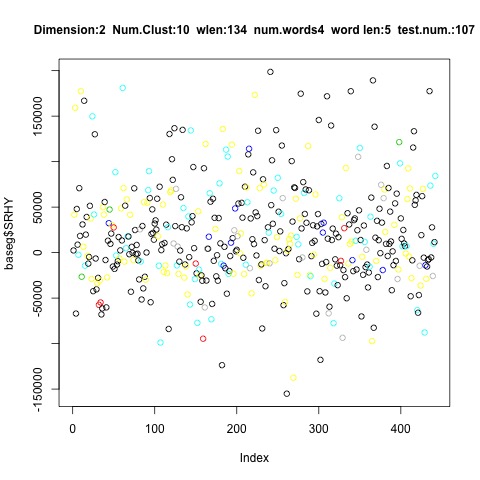 Dimension:2 Num.Clust:10 wlen:134 num.words4 word len:5 test.num.:107
baseg$SRHY
150000
50000
0
-50000
-150000
0 100 200 300 400
Index